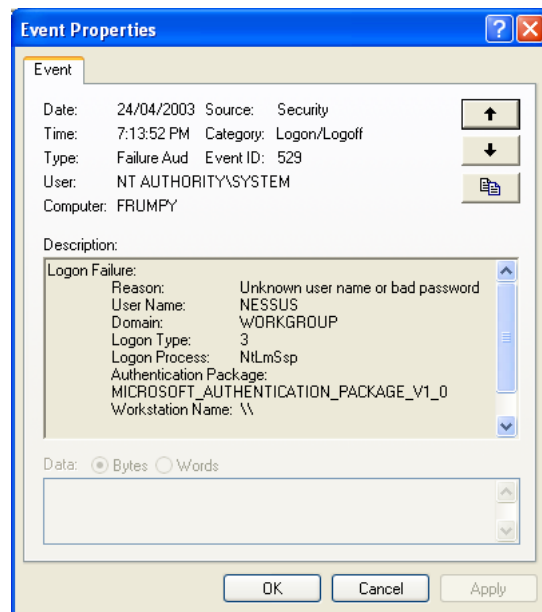 Event Properties
Event
Date: 24/04/2003 Source: Security
Time: 7:13:52 PM Category: Logon/Logoff
Type: Failure Aud Event ID: 529
User: NT AUTHORITY\SYSTEM
Computer: FRUMPY
Description:
Logon Failure:
Reason: Unknown user name or bad password
User Name: NESSUS
Domain: WORKGROUP
Logon Type: 3
Logon Process: NtLmSsp
Authentication Package:
MICROSOFT_AUTHENTICATION_PACKAGE_V1_0
Workstation Name: \\
Data: Bytes Words
OK Cancel Apply